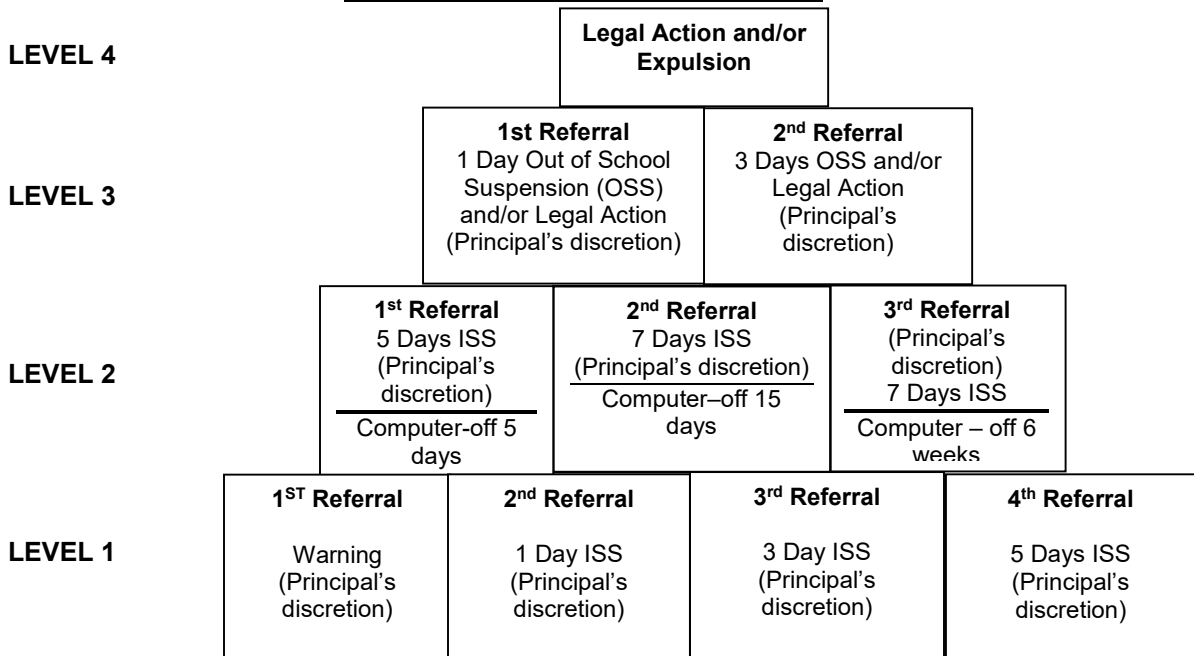 LEVEL 4
Legal Action and/or
Expulsion
LEVEL 3
1st Referral
1 Day Out of School
Suspension (OSS)
and/or Legal Action
(Principal’s discretion)
2nd Referral
3 Days OSS and/or
Legal Action
(Principal’s
discretion)
LEVEL 2
1st Referral
5 Days ISS
(Principal’s
discretion)
Computer-off 5
days
2nd Referral
7 Days ISS
(Principal’s discretion)
Computer–off 15
days
3rd Referral
(Principal’s
discretion)
7 Days ISS
Computer – off 6
weeks
LEVEL 1
1ST Referral
Warning
(Principal’s
discretion)
2nd Referral
1 Day ISS
(Principal’s
discretion)
3rd Referral
3 Day ISS
(Principal’s
discretion)
4th Referral
5 Days ISS
(Principal’s
discretion)